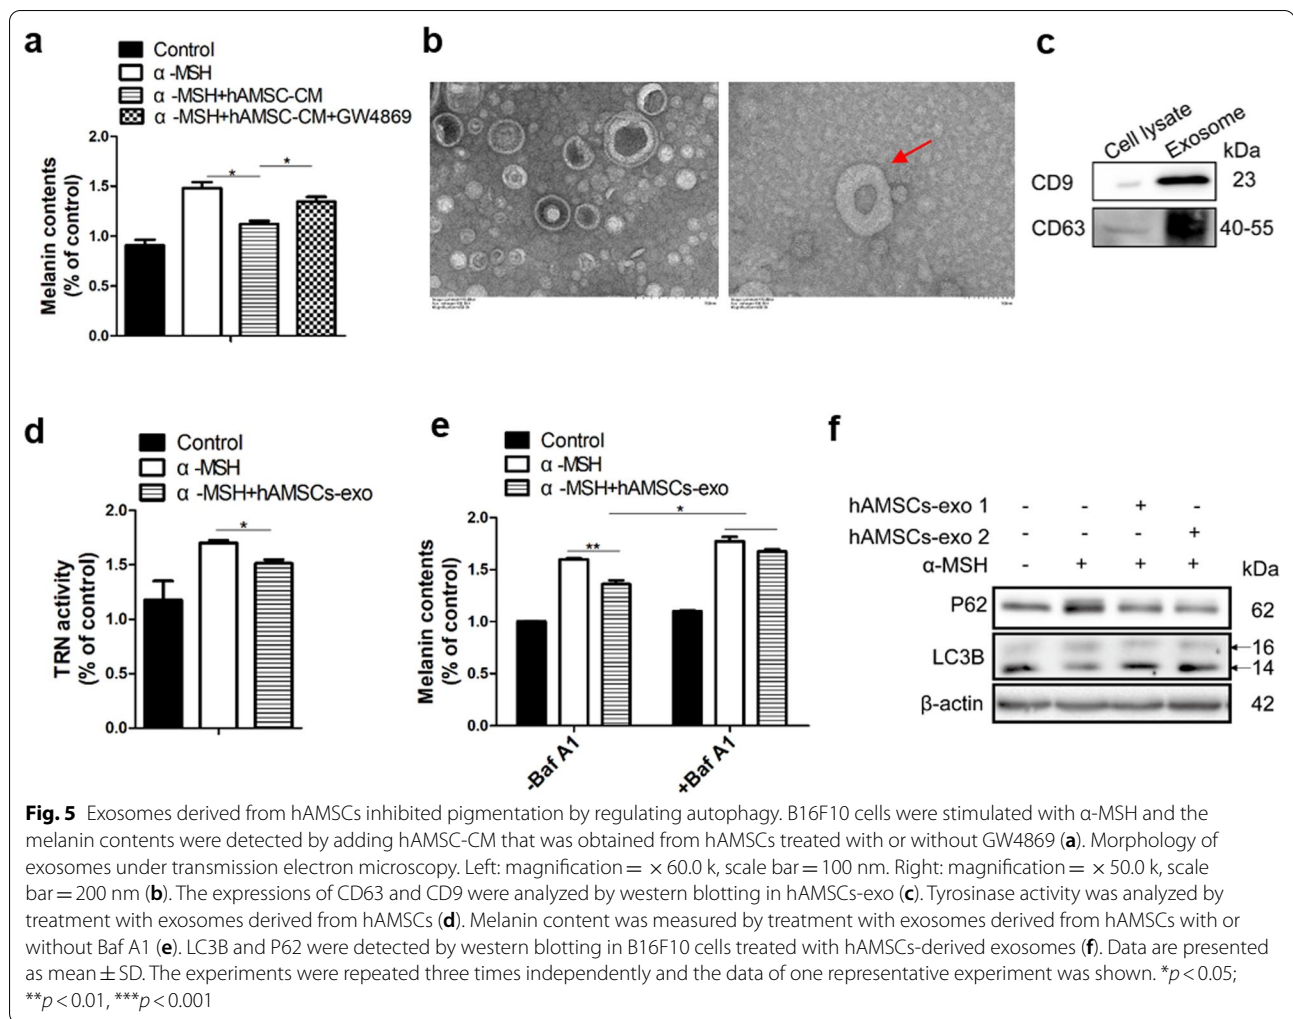 a
Control
α -MSH
α -MSH+hAMSC-CM
α -MSH+hAMSC-CM+GW4869
Melanin contents
(% of control)
2.0
1.5
1.0
0.5
0.0
*
*
b
c
Cell lysate
Exosome
kDa
CD9
23
CD63
40-55
d
Control
α -MSH
α -MSH+hAMSCs-exo
TRN activity
(% of control)
2.0
1.5
1.0
0.5
0.0
*
e
Control
α -MSH
α -MSH+hAMSCs-exo
Melanin contents
(% of control)
2.0
1.5
1.0
0.5
0.0
**
*
-Baf A1
+Baf A1
f
hAMSCs-exo 1 - - + -
hAMSCs-exo 2 - - - +
α-MSH - + + +
kDa
P62
62
LC3B
16
14
β-actin
42
Fig. 5 Exosomes derived from hAMSCs inhibited pigmentation by regulating autophagy. B16F10 cells were stimulated with α-MSH and the
melanin contents were detected by adding hAMSC-CM that was obtained from hAMSCs treated with or without GW4869 (a). Morphology of
exosomes under transmission electron microscopy. Left: magnification = × 60.0 k, scale bar = 100 nm. Right: magnification = × 50.0 k, scale
bar = 200 nm (b). The expressions of CD63 and CD9 were analyzed by western blotting in hAMSCs-exo (c). Tyrosinase activity was analyzed by
treatment with exosomes derived from hAMSCs (d). Melanin content was measured by treatment with exosomes derived from hAMSCs with or
without Baf A1 (e). LC3B and P62 were detected by western blotting in B16F10 cells treated with hAMSCs-derived exosomes (f). Data are presented
as mean ± SD. The experiments were repeated three times independently and the data of one representative experiment was shown. *p < 0.05;
**p < 0.01, ***p < 0.001